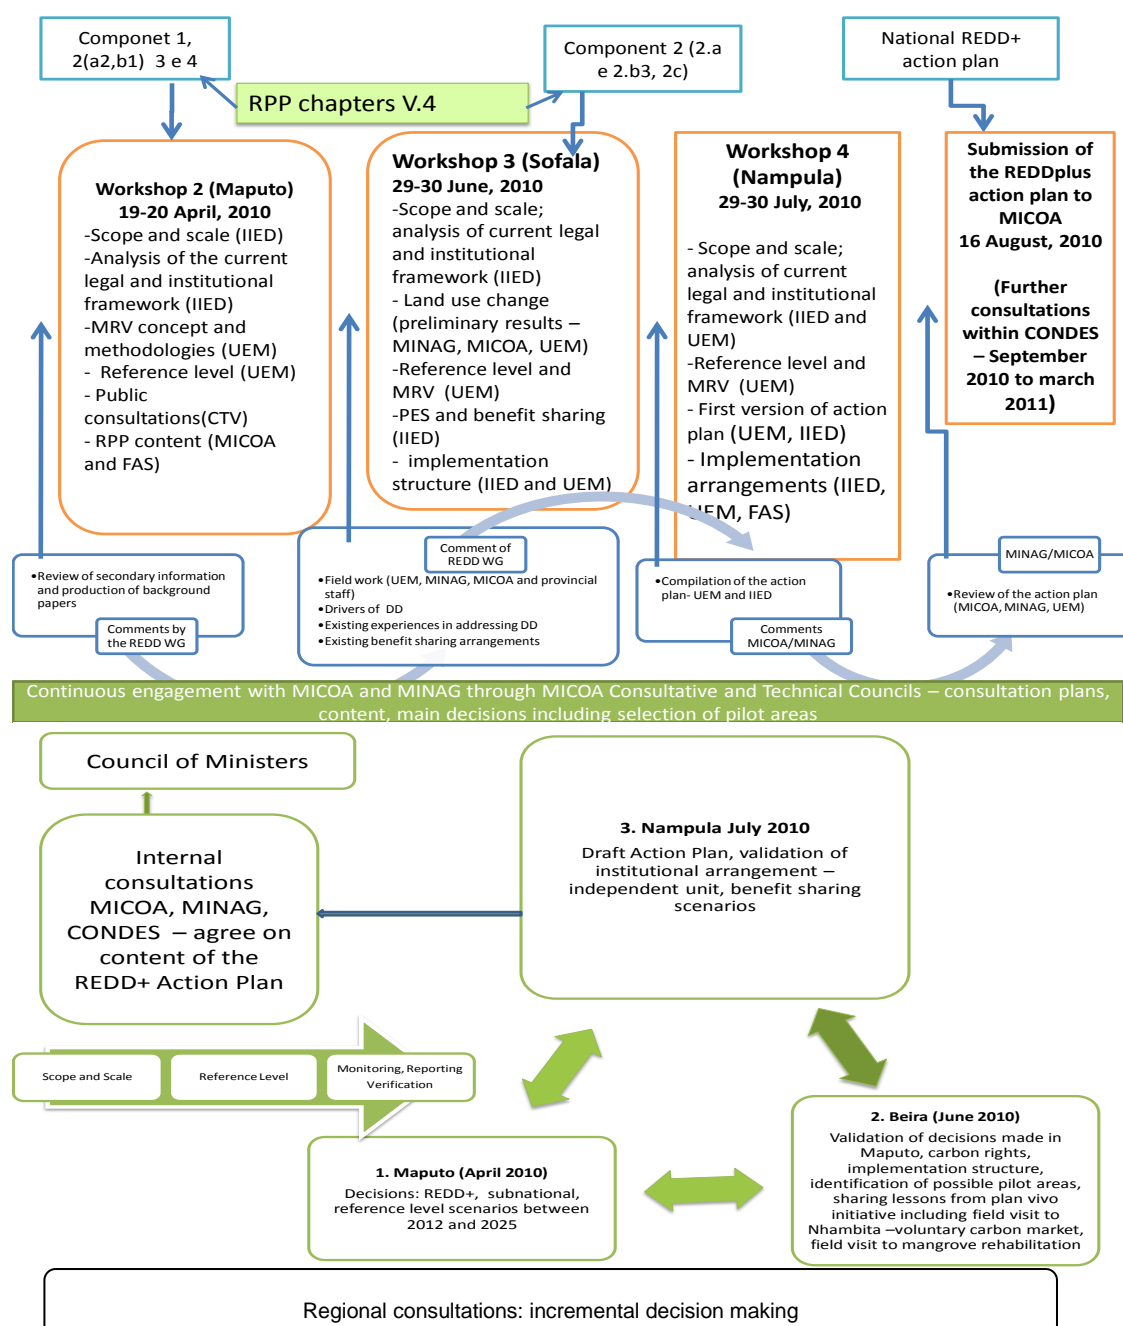 Componet 1,
2(a2,b1)  3 e 4
Component 2 (2.a
e 2.b3, 2c)
National REDD+
action plan
RPP chapters V.4
Workshop 2 (Maputo)
19-20 April, 2010
-Scope and scale (IIED)
-Analysis of the current
legal and institutional
framework (IIED)
-MRV concept and
methodologies (UEM)
-  Reference level (UEM)
- Public
consultations(CTV)
- RPP content (MICOA
and FAS)
Workshop 3 (Sofala)
29-30 June, 2010
-Scope and scale;
analysis of current legal
and institutional
framework (IIED)
- Land use change
(preliminary results –
MINAG, MICOA, UEM)
-Reference level and
MRV  (UEM)
-PES and benefit sharing
(IIED)
-  implementation
structure (IIED and UEM)
Workshop 4
(Nampula)
29-30 July, 2010
- Scope and scale;
analysis of current
legal and institutional
framework (IIED and
UEM)
-Reference level and
MRV  (UEM)
- First version of action
plan (UEM, IIED)
- Implementation
arrangements (IIED,
UEM, FAS)
Submission of
the REDDplus
action plan to
MICOA
16 August, 2010
(Further
consultations
within CONDES
– September
2010 to march
2011)
•Review of secondary information
and production of background
papers
Comments by
the REDD WG
Comment of
REDD WG
•Field work (UEM, MINAG, MICOA and provincial
staff)
•Drivers of  DD
•Existing experiences in addressing DD
•Existing benefit sharing arrangements
•Compilation of the action
plan- UEM and IIED
Comments
MICOA/MINAG
MINAG/MICOA
•Review of the action plan
(MICOA, MINAG, UEM)
Continuous engagement with MICOA and MINAG through MICOA Consultative and Technical Councils – consultation plans,
content, main decisions including selection of pilot areas
Council of Ministers
Internal
consultations
MICOA, MINAG,
CONDES  – agree on
content of the
REDD+ Action Plan
3. Nampula July 2010
Draft Action Plan, validation of
institutional arrangement –
independent unit, benefit sharing
scenarios
Scope and Scale
Reference Level
Monitoring, Reporting
Verification
1. Maputo (April 2010)
Decisions: REDD+,  subnational,
reference level scenarios between
2012 and 2025
2. Beira (June 2010)
Validation of decisions made in
Maputo, carbon rights,
implementation structure,
identification of possible pilot areas,
sharing lessons from plan vivo
initiative including field visit to
Nhambita –voluntary carbon market,
field visit to mangrove rehabilitation
Regional consultations: incremental decision making